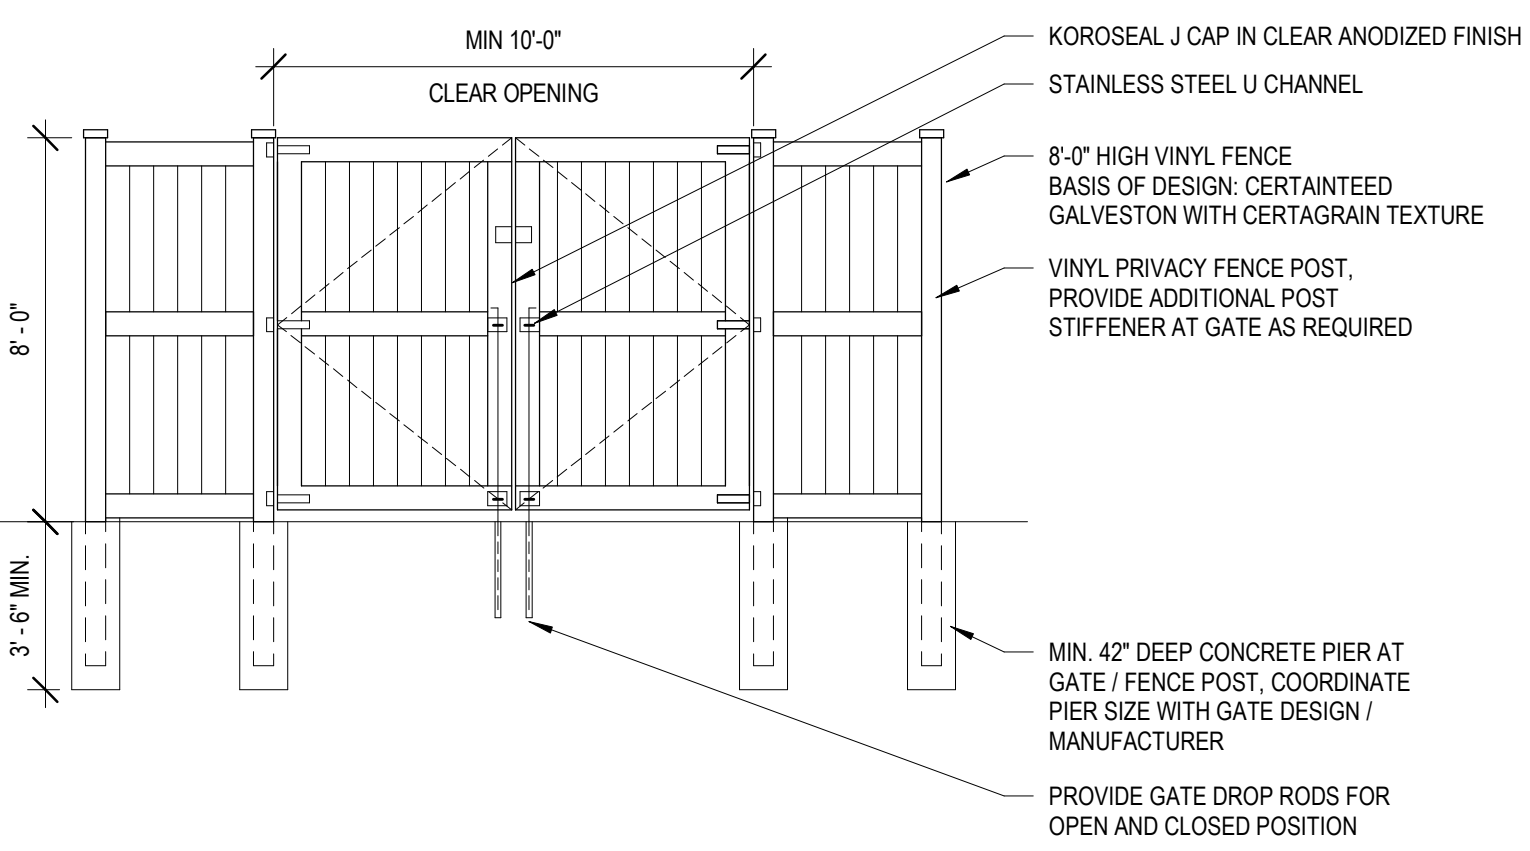 MIN 10'-0"
CLEAR OPENING
8' - 0"
3' - 6" MIN.
KOROSEAL J CAP IN CLEAR ANODIZED FINISH
STAINLESS STEEL U CHANNEL
8'-0" HIGH VINYL FENCE
BASIS OF DESIGN: CERTAINTEED
GALVESTON WITH CERTAGRAIN TEXTURE
VINYL PRIVACY FENCE POST,
PROVIDE ADDITIONAL POST
STIFFENER AT GATE AS REQUIRED
MIN. 42" DEEP CONCRETE PIER AT
GATE / FENCE POST, COORDINATE
PIER SIZE WITH GATE DESIGN /
MANUFACTURER
PROVIDE GATE DROP RODS FOR
OPEN AND CLOSED POSITION